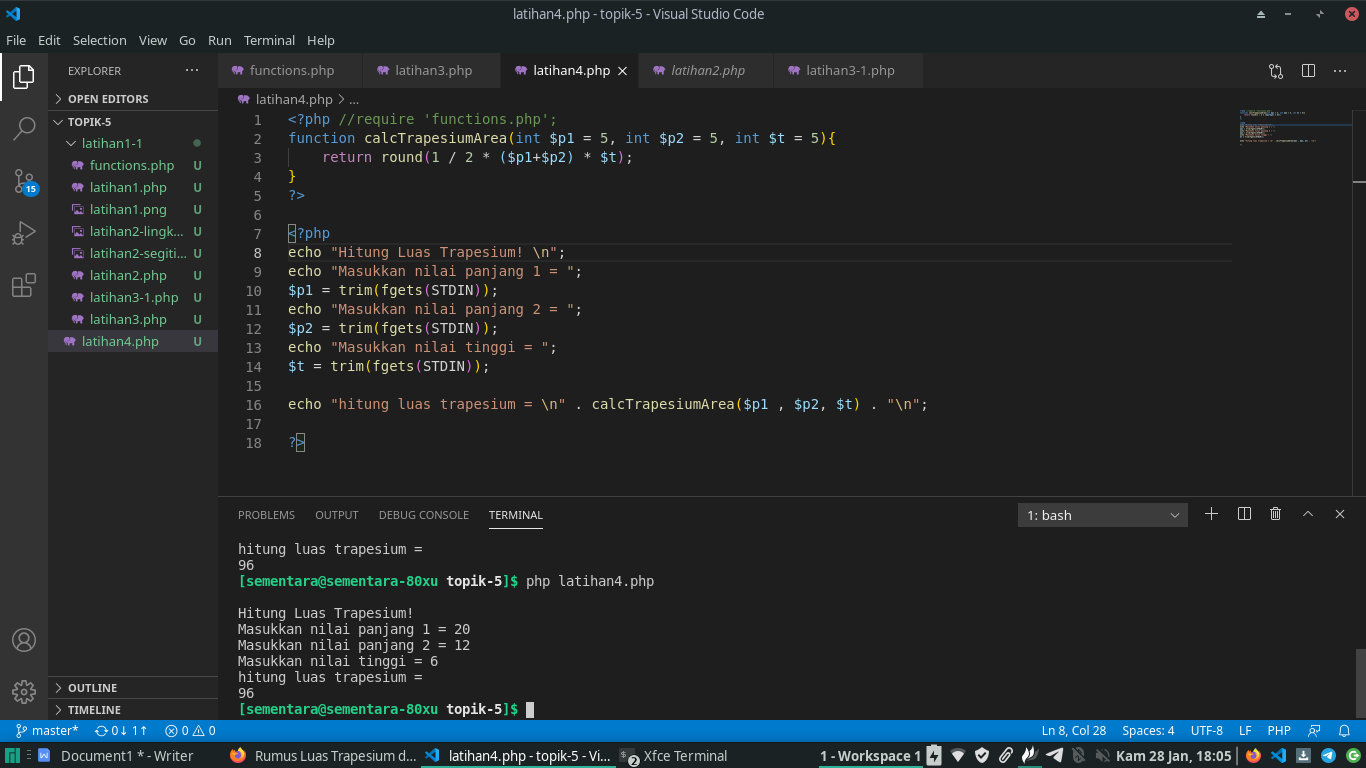 latihan4.php - topik-5 - Visual Studio Code
File Edit Selection View Go Run Terminal Help
EXPLORER ...
functions.php latihan3.php latihan4.php latihan2.php latihan3-1.php
OPEN EDITORS
TOPIK-5
latihan1-1
functions.php U
latihan1.php U
latihan1.png U
latihan2-lingk... U
latihan2-segiti... U
latihan2.php U
latihan3-1.php U
latihan3.php U
latihan4.php U
OUTLINE
TIMELINE
15
latihan4.php > ...
1 <?php //require 'functions.php';
2 function calcTrapesiumArea(int $p1 = 5, int $p2 = 5, int $t = 5){
3     return round(1 / 2 * ($p1+$p2) * $t);
4 }
5 ?>
6
7 <?php
8 echo "Hitung Luas Trapesium! \n";
9 echo "Masukkan nilai panjang 1 = ";
10 $p1 = trim(fgets(STDIN));
11 echo "Masukkan nilai panjang 2 = ";
12 $p2 = trim(fgets(STDIN));
13 echo "Masukkan nilai tinggi = ";
14 $t = trim(fgets(STDIN));
15
16 echo "hitung luas trapesium = \n" . calcTrapesiumArea($p1 , $p2, $t) . "\n";
17
18 ?>
PROBLEMS OUTPUT DEBUG CONSOLE TERMINAL 1: bash
hitung luas trapesium =
96
[sementara@sementara-80xu topik-5]$ php latihan4.php
Hitung Luas Trapesium!
Masukkan nilai panjang 1 = 20
Masukkan nilai panjang 2 = 12
Masukkan nilai tinggi = 6
hitung luas trapesium =
96
[sementara@sementara-80xu topik-5]$
master* 0↓ 1↑ 0 0 Ln 8, Col 28 Spaces: 4 UTF-8 LF PHP
Document1 * - Writer Rumus Luas Trapesium d... latihan4.php - topik-5 - Vi... 2 Xfce Terminal 1 - Workspace 1 Kam 28 Jan, 18:05